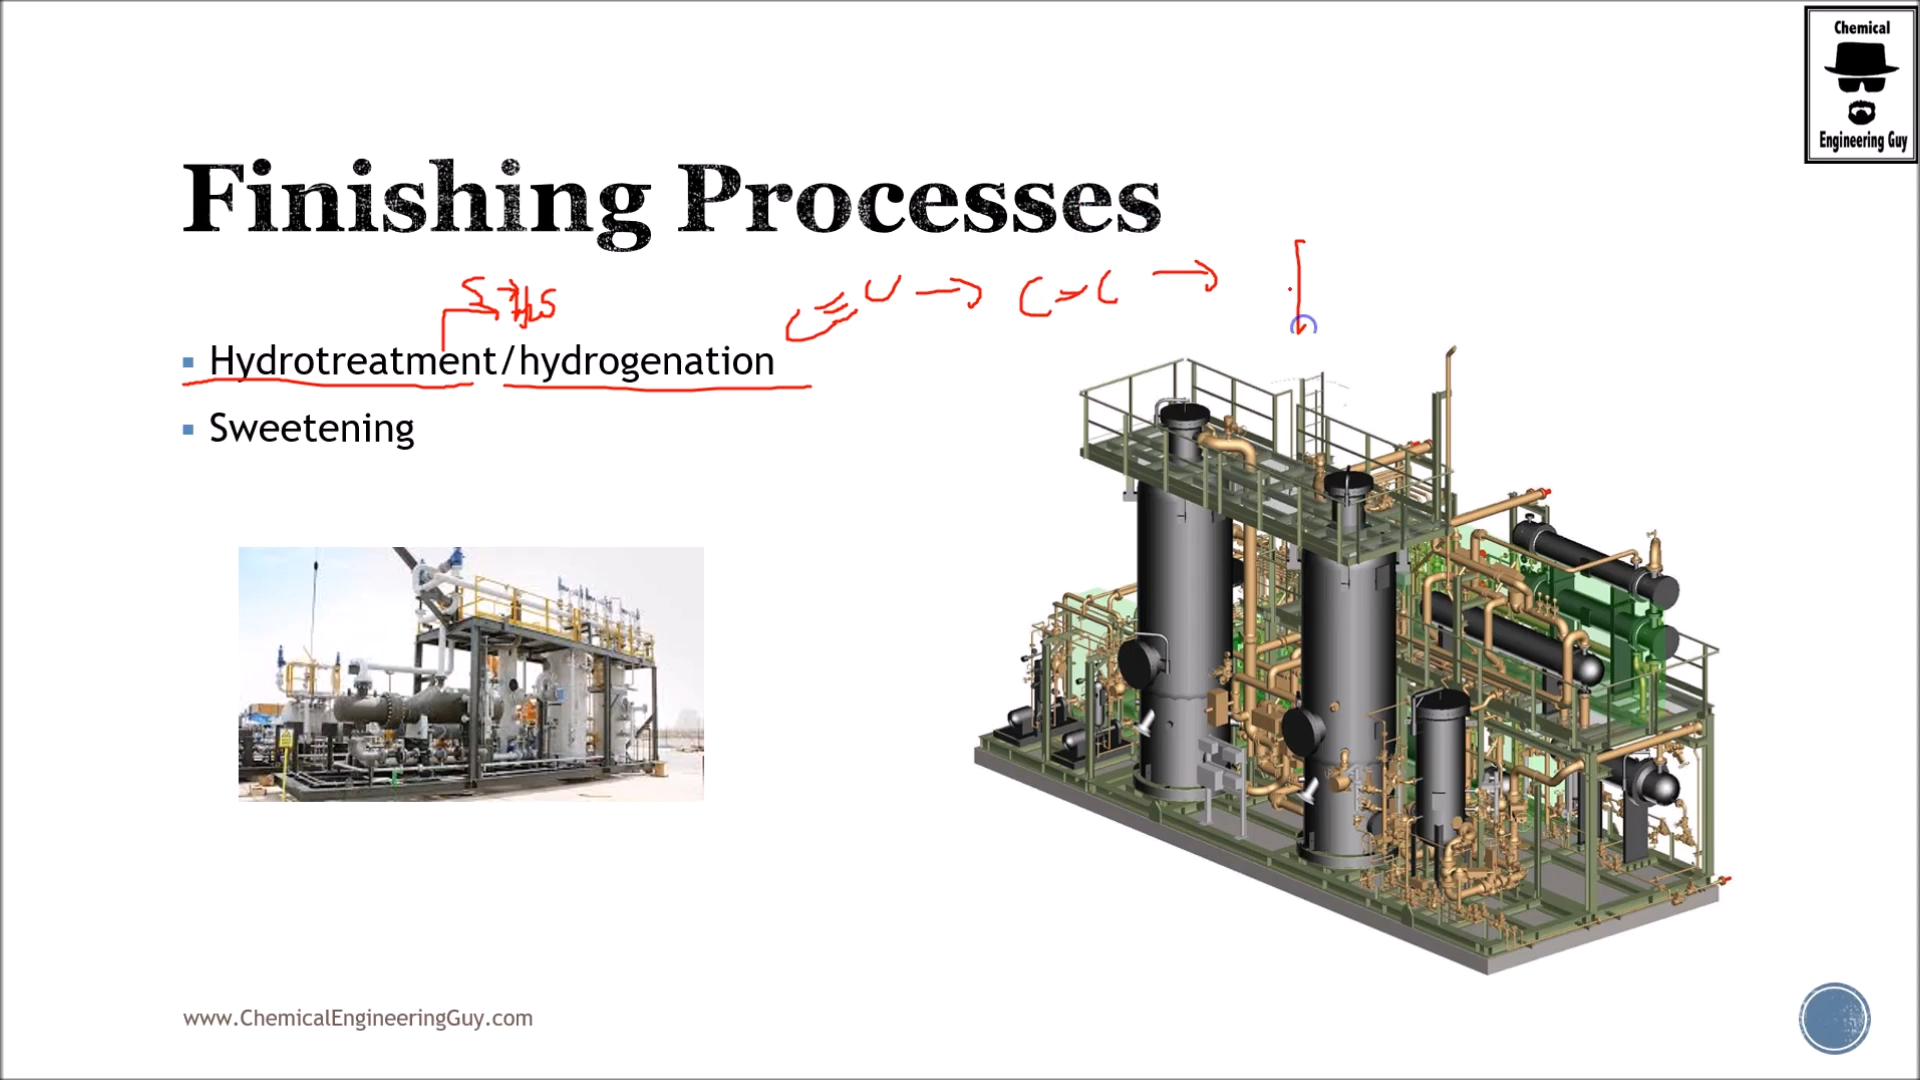 Chemical
Engineering Guy
Finishing Processes
S → H2S
C≡C → C=C →
Hydrotreatment/hydrogenation
Sweetening
www.ChemicalEngineeringGuy.com